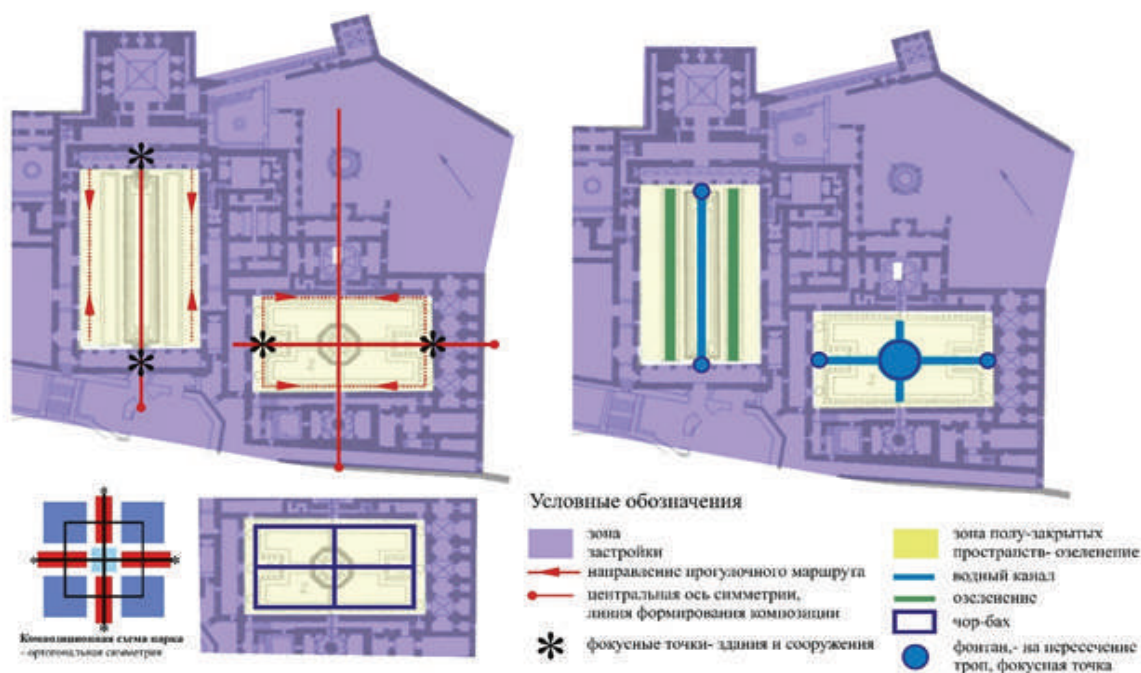 Условные обозначения
зона
застройки
направление прогулочного маршрута
центральная ось симметрии,
линия формирования композиции
фокусные точки- здания и сооружения
зона полу-закрытых
пространств- озеленение
водный канал
озеленение
чор-бах
фонтан,- на пересечение
троп, фокусная точка
Композиционная схема парка
- ортогональная симметрия